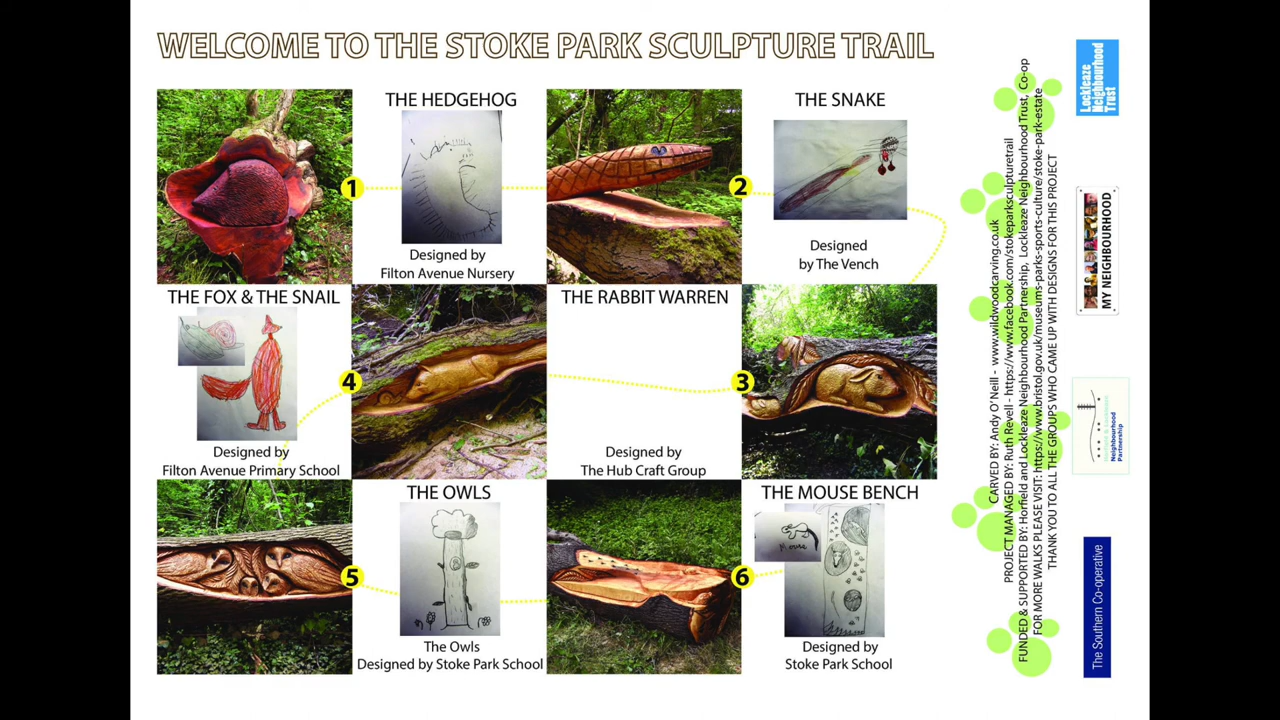 WELCOME TO THE STOKE PARK SCULPTURE TRAIL
THE HEDGEHOG
1
Designed by
Filton Avenue Nursery
THE SNAKE
2
Designed
by The Vench
THE FOX & THE SNAIL
4
Designed by
Filton Avenue Primary School
THE RABBIT WARREN
3
Designed by
The Hub Craft Group
5
THE OWLS
The Owls
Designed by Stoke Park School
THE MOUSE BENCH
6
Mouse
Designed by
Stoke Park School
CARVED BY: Andy O' Neill - www.wildwoodcarving.co.uk
PROJECT MANAGED BY: Ruth Revell - https://www.facebook.com/stokeparksculpturetrail
FUNDED & SUPPORTED BY: Horfield and Lockleaze Neighbourhood Partnership, Lockleaze Neighbourhood Trust, Co-op
FOR MORE WALKS PLEASE VISIT: https://www.bristol.gov.uk/museums-parks-sports-culture/stoke-park-estate
THANK YOU TO ALL THE GROUPS WHO CAME UP WITH DESIGNS FOR THIS PROJECT
Lockleaze
Neighbourhood
Trust
MY NEIGHBOURHOOD
Neighbourhood
Partnership
The Southern Co-operative